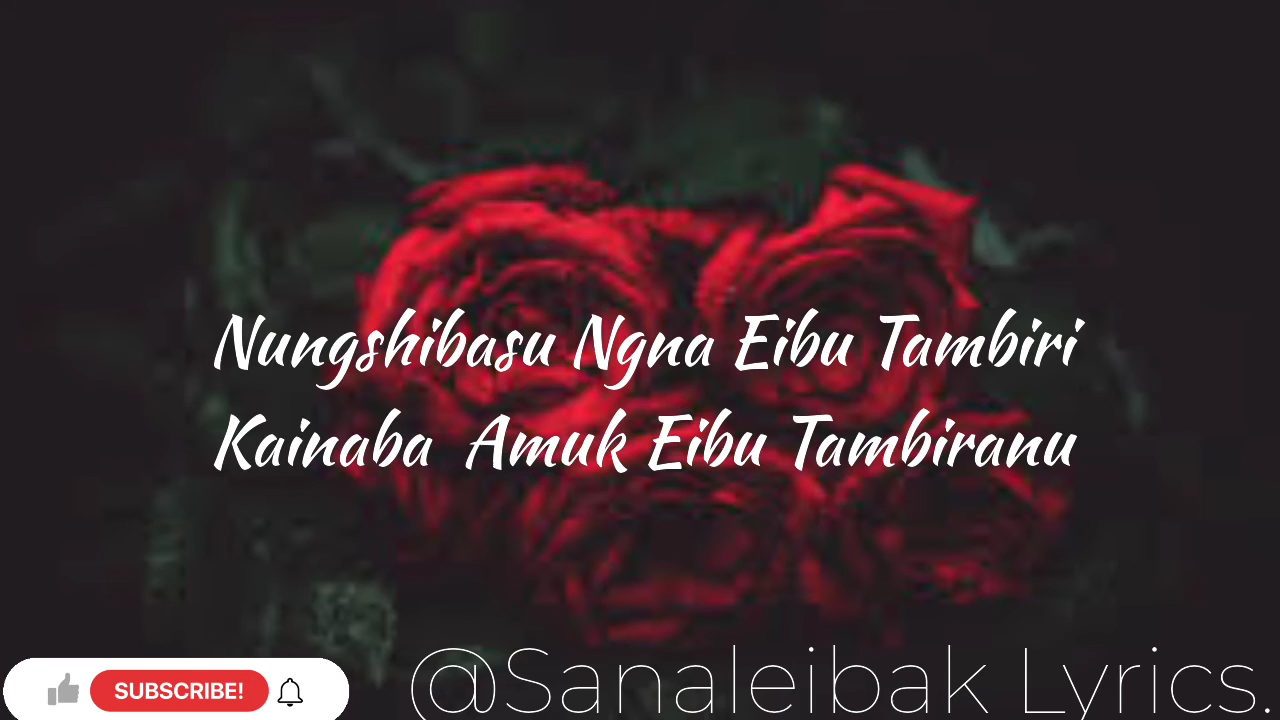 Nungshibasu Ngna Eibu Tambiri
Kainaba Amuk Eibu Tambiranu
SUBSCRIBE!
@Sanaleibak Lyrics.